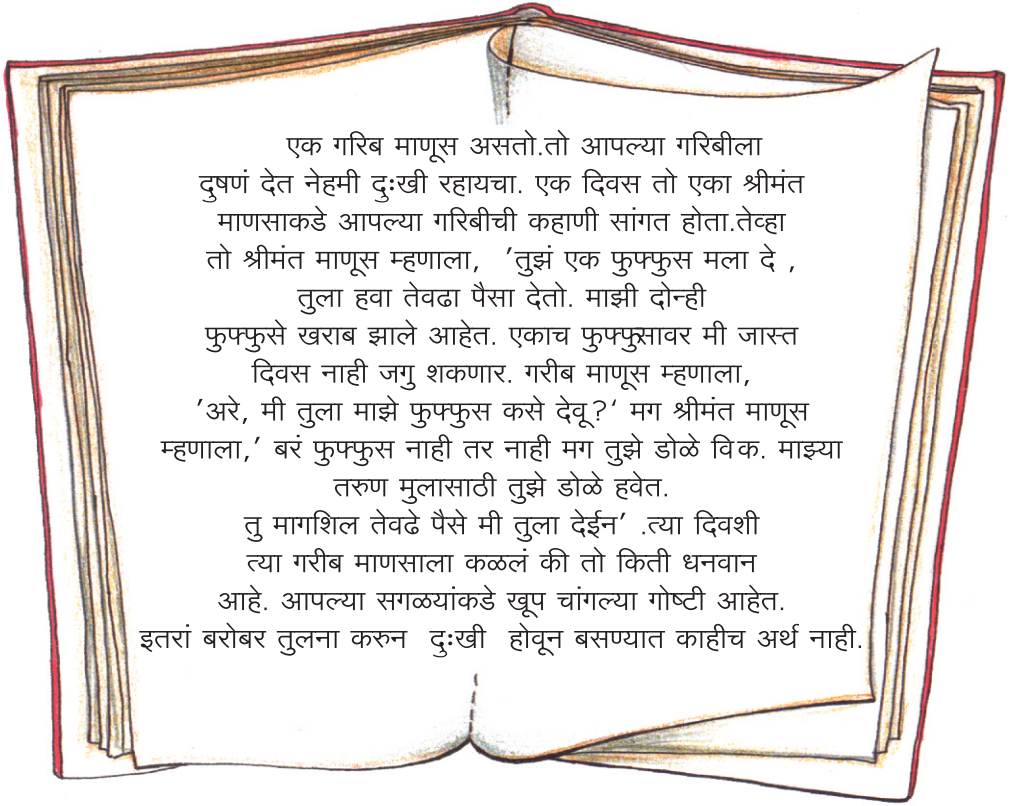 एक गरिब माणूस असतो.तो आपल्या गरिबीला
दुषणं देत नेहमी दुःखी रहायचा. एक दिवस तो एका श्रीमंत
माणसाकडे आपल्या गरिबीची कहाणी सांगत होता.तेव्हा
तो श्रीमंत माणूस म्हणाला, ’तुझं एक फुफ्फुस मला दे ,
तुला हवा तेवढा पैसा देतो. माझी दोन्ही
फुफ्फुसे खराब झाले आहेत. एकाच फुफ्फुसावर मी जास्त
दिवस नाही जगु शकणार. गरीब माणूस म्हणाला,
’अरे, मी तुला माझे फुफ्फुस कसे देवू?‘ मग श्रीमंत माणूस
म्हणाला,’ बरं फुफ्फुस नाही तर नाही मग तुझे डोळे विक. माझ्या
तरुण मुलासाठी तुझे डोळे हवेत.
तु मागशिल तेवढे पैसे मी तुला देईन’ .त्या दिवशी
त्या गरीब माणसाला कळलं की तो किती धनवान
आहे. आपल्या सगळयांकडे खूप चांगल्या गोष्टी आहेत.
इतरां बरोबर तुलना करुन दुःखी होवून बसण्यात काहीच अर्थ नाही.